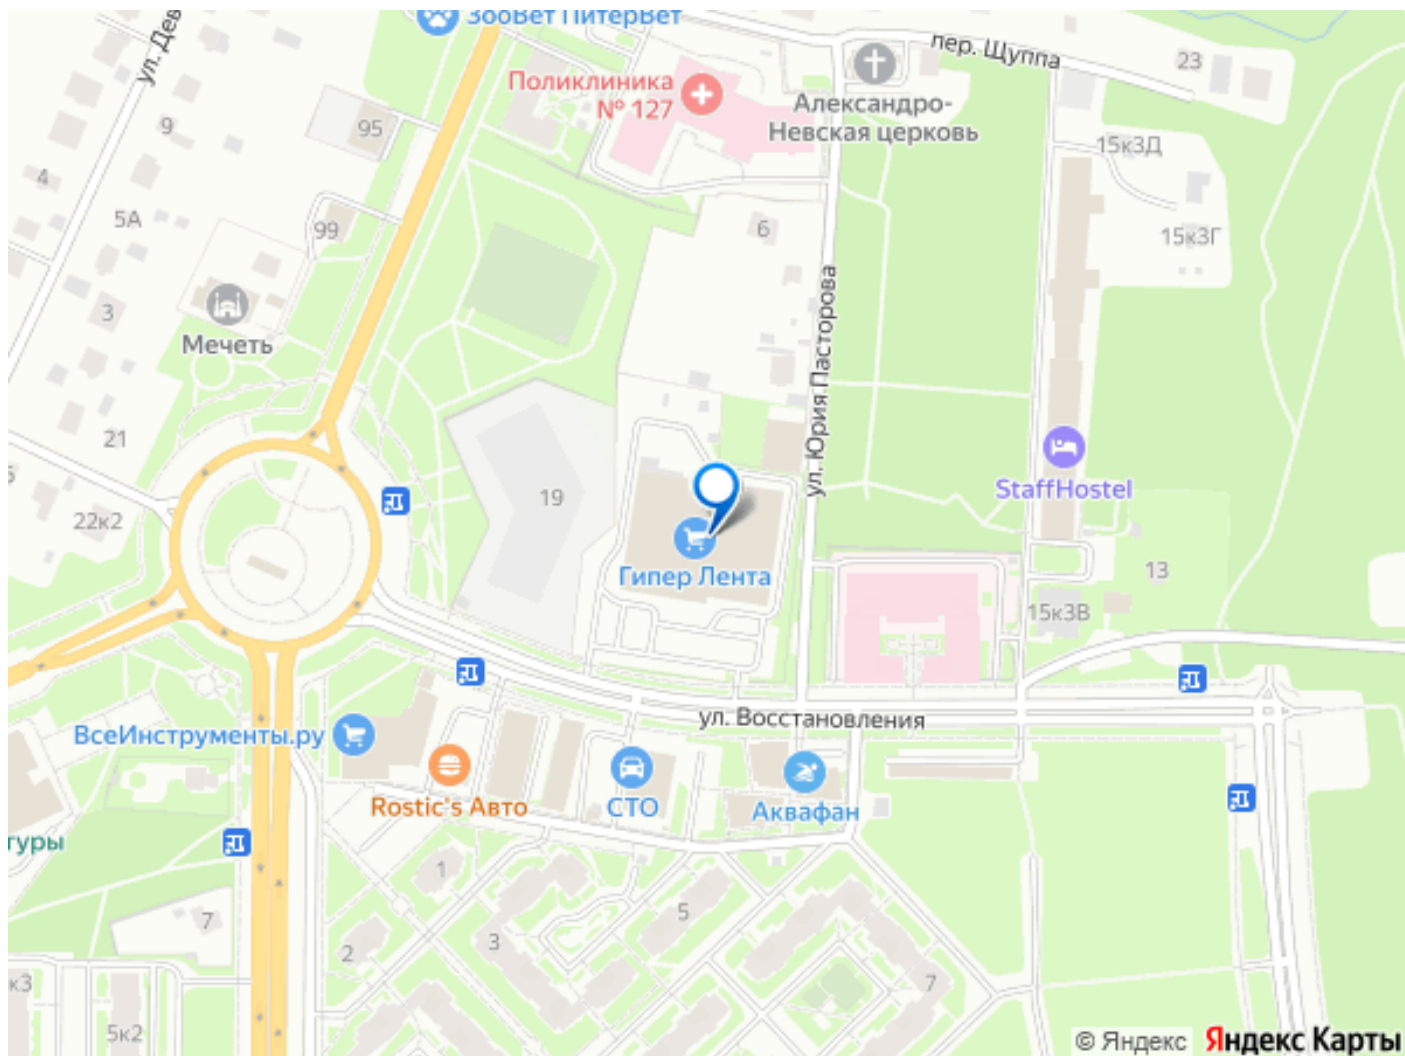 ул. Дев
ЗооВет ПитерВет
пер. Щуппа
23
Поликлиника
№ 127
Александро-
Невская церковь
95
9
15к3Д
4
5А
99
6
15к3Г
3
Мечеть
ул. Юрия Пасторова
21
StaffHostel
19
22к2
Гипер Лента
13
15к3В
ул. Восстановления
ВсеИнструменты.ру
Rostic's Авто
СТО
Аквафан
туры
1
5
7
3
2
7
к3
5к2
© Яндекс Яндекс Карты